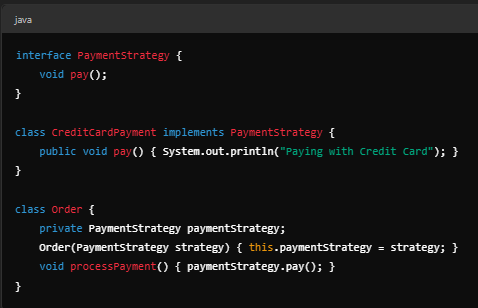 java
interface PaymentStrategy {
    void pay();
}
class CreditCardPayment implements PaymentStrategy {
    public void pay() { System.out.println("Paying with Credit Card"); }
}
class Order {
    private PaymentStrategy paymentStrategy;
    Order(PaymentStrategy strategy) { this.paymentStrategy = strategy; }
    void processPayment() { paymentStrategy.pay(); }
}